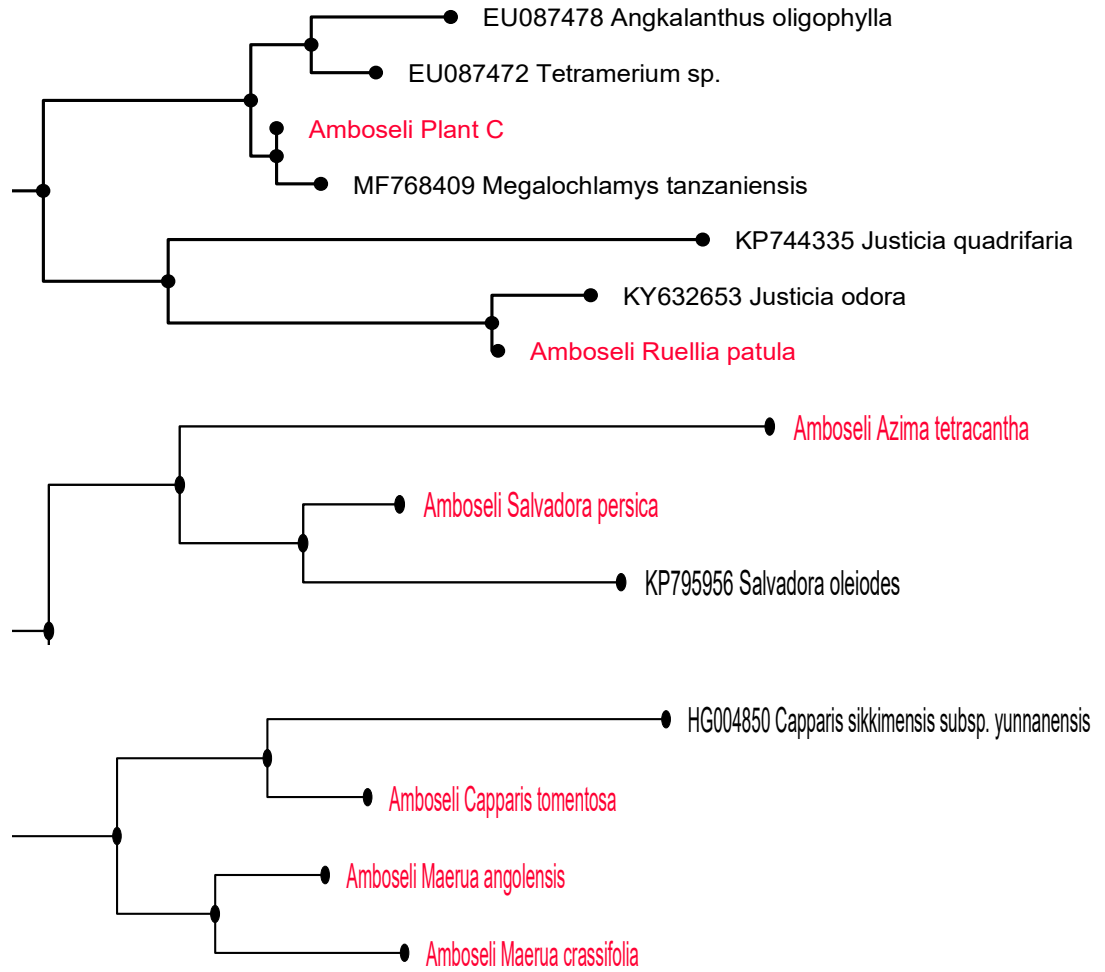 EU087478 Angkalanthus oligophylla
EU087472 Tetramerium sp.
Amboseli Plant C
MF768409 Megalochlamys tanzaniensis
KP744335 Justicia quadrifaria
KY632653 Justicia odora
Amboseli Ruellia patula
Amboseli Azima tetracantha
Amboseli Salvadora persica
KP795956 Salvadora oleiodes
HG004850 Capparis sikkimensis subsp. yunnanensis
Amboseli Capparis tomentosa
Amboseli Maerua angolensis
Amboseli Maerua crassifolia